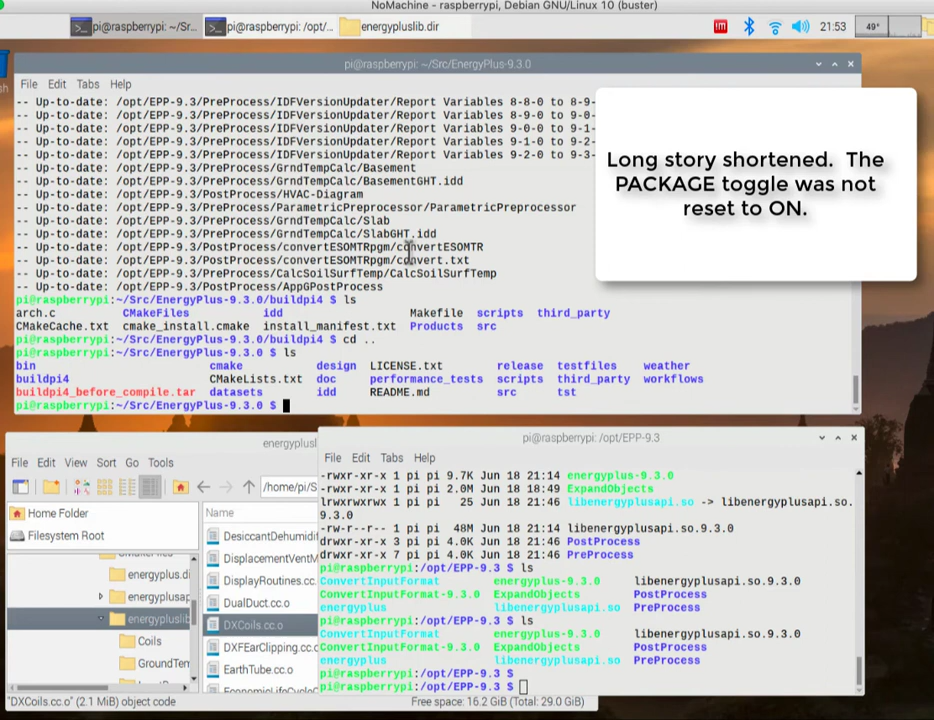 NoMachine - raspberrypi, Debian GNU/Linux 10 (buster)
pi@raspberrypi: ~/Sr...
pi@raspberrypi: /opt/...
energypluslib.dir
21:53
49°
pi@raspberrypi: ~/Src/EnergyPlus-9.3.0
File Edit Tabs Help
-- Up-to-date: /opt/EPP-9.3/PreProcess/IDFVersionUpdater/Report Variables 8-8-0 to 8-9-
-- Up-to-date: /opt/EPP-9.3/PreProcess/IDFVersionUpdater/Report Variables 8-9-0 to 9-0-
-- Up-to-date: /opt/EPP-9.3/PreProcess/IDFVersionUpdater/Report Variables 9-0-0 to 9-1-
-- Up-to-date: /opt/EPP-9.3/PreProcess/IDFVersionUpdater/Report Variables 9-1-0 to 9-2-
-- Up-to-date: /opt/EPP-9.3/PreProcess/IDFVersionUpdater/Report Variables 9-2-0 to 9-3-
-- Up-to-date: /opt/EPP-9.3/PreProcess/GrndTempCalc/Basement
-- Up-to-date: /opt/EPP-9.3/PreProcess/GrndTempCalc/BasementGHT.idd
-- Up-to-date: /opt/EPP-9.3/PostProcess/HVAC-Diagram
-- Up-to-date: /opt/EPP-9.3/PreProcess/ParametricPreprocessor/ParametricPreprocessor
-- Up-to-date: /opt/EPP-9.3/PreProcess/GrndTempCalc/Slab
-- Up-to-date: /opt/EPP-9.3/PreProcess/GrndTempCalc/SlabGHT.idd
-- Up-to-date: /opt/EPP-9.3/PostProcess/convertESOMTRpgm/convertESOMTR
-- Up-to-date: /opt/EPP-9.3/PostProcess/convertESOMTRpgm/convert.txt
-- Up-to-date: /opt/EPP-9.3/PreProcess/CalcSoilSurfTemp/CalcSoilSurfTemp
-- Up-to-date: /opt/EPP-9.3/PostProcess/AppGPostProcess
pi@raspberrypi:~/Src/EnergyPlus-9.3.0/buildpi4 $ ls
arch.c CMakeFiles idd Makefile scripts third_party
CMakeCache.txt cmake_install.cmake install_manifest.txt Products src
pi@raspberrypi:~/Src/EnergyPlus-9.3.0/buildpi4 $ cd ..
pi@raspberrypi:~/Src/EnergyPlus-9.3.0 $ ls
bin cmake design LICENSE.txt release testfiles weather
buildpi4 CMakeLists.txt doc performance_tests scripts third_party workflows
buildpi4_before_compile.tar datasets idd README.md src tst
pi@raspberrypi:~/Src/EnergyPlus-9.3.0 $
Long story shortened. The
PACKAGE toggle was not
reset to ON.
energyplusl
File Edit View Sort Go Tools
/home/pi/S
Home Folder
Filesystem Root
energyplus.di
energyplusap
energypluslib
Coils
GroundTem
Name
DesiccantDehumidif
DisplacementVentM
DisplayRoutines.cc.
DualDuct.cc.o
DXCoils.cc.o
DXFEarClipping.cc.o
EarthTube.cc.o
EconomicLifeCycleC
"DXCoils.cc.o" (2.1 MiB) object code
Free space: 16.2 GiB (Total: 29.0 GiB)
pi@raspberrypi: /opt/EPP-9.3
File Edit Tabs Help
-rwxr-xr-x 1 pi pi 9.7K Jun 18 21:14 energyplus-9.3.0
-rwxr-xr-x 1 pi pi 2.0M Jun 18 18:49 ExpandObjects
lrwxrwxrwx 1 pi pi 25 Jun 18 21:46 libenergyplusapi.so -> libenergyplusapi.so.
9.3.0
-rw-r--r-- 1 pi pi 48M Jun 18 21:14 libenergyplusapi.so.9.3.0
drwxr-xr-x 3 pi pi 4.0K Jun 18 21:46 PostProcess
drwxr-xr-x 7 pi pi 4.0K Jun 18 21:46 PreProcess
pi@raspberrypi:/opt/EPP-9.3 $ ls
ConvertInputFormat energyplus-9.3.0 libenergyplusapi.so.9.3.0
ConvertInputFormat-9.3.0 ExpandObjects PostProcess
energyplus libenergyplusapi.so PreProcess
pi@raspberrypi:/opt/EPP-9.3 $ ls
ConvertInputFormat energyplus-9.3.0 libenergyplusapi.so.9.3.0
ConvertInputFormat-9.3.0 ExpandObjects PostProcess
energyplus libenergyplusapi.so PreProcess
pi@raspberrypi:/opt/EPP-9.3 $
pi@raspberrypi:/opt/EPP-9.3 $